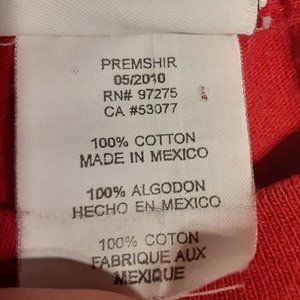 PREMSHIR
05/2010
RN# 97275
CA #53077
100% COTTON
MADE IN MEXICO
100% ALGODON
HECHO EN MEXICO
100% COTON
FABRIQUE AUX
MEXIQUE